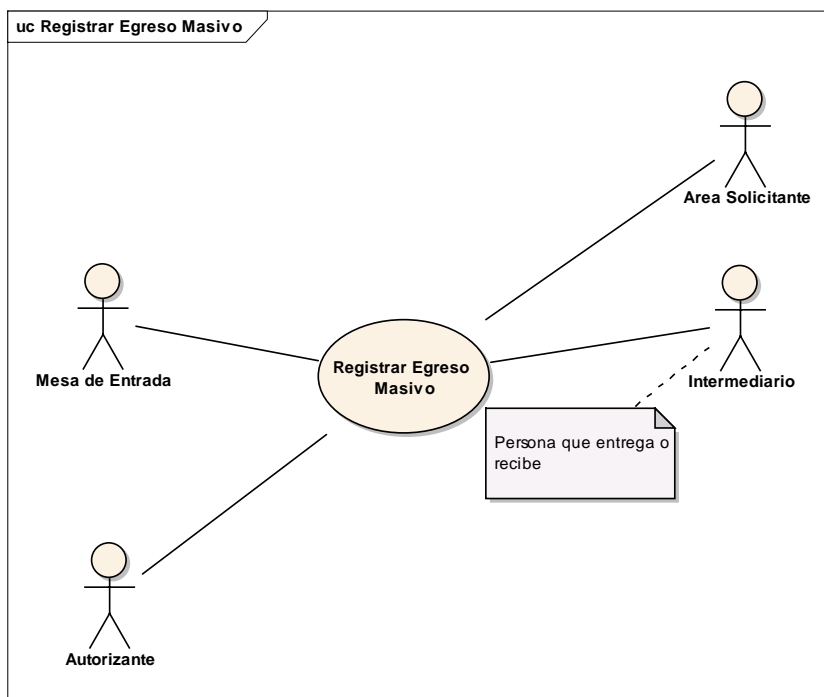 uc Registrar Egreso Masivo
Area Solicitante
Mesa de Entrada
Registrar Egreso
Masivo
Intermediario
Persona que entrega o
recibe
Autorizante